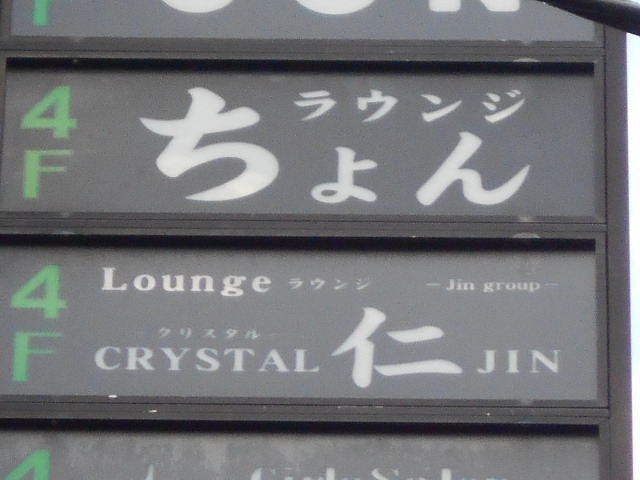 4F
ラウンジ
ちょん
4F
Lounge ラウンジ －Jin group－
－クリスタル－
CRYSTAL 仁 JIN
4